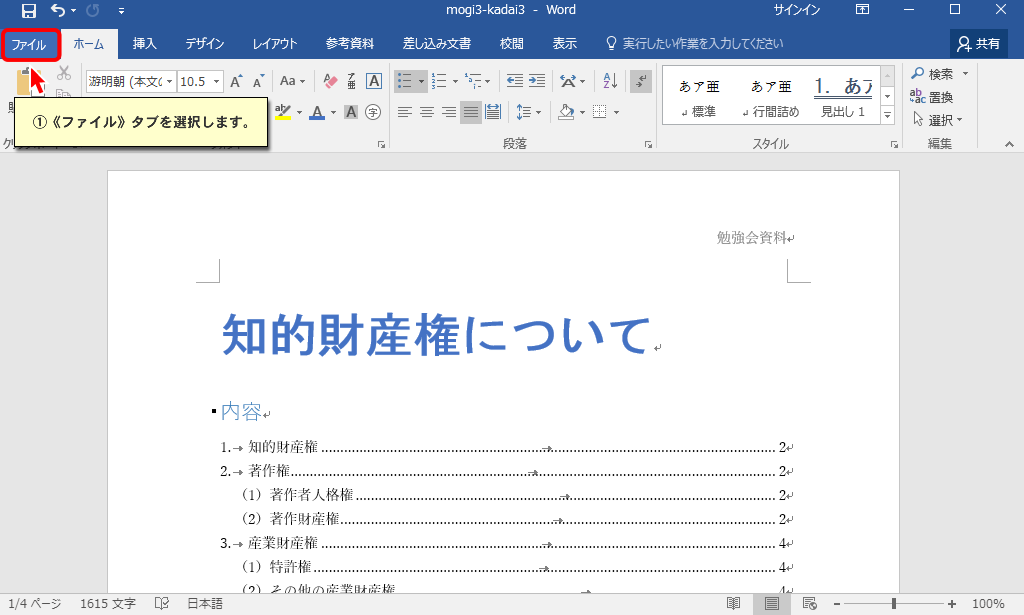 mogi3-kadai3 - Word
サインイン
ファイル ホーム 挿入 デザイン レイアウト 参考資料 差し込み文書 校閲 表示 実行したい作業を入力してください 共有
游明朝 (本文 10.5
Aa
①《ファイル》タブを選択します。
あア亜 あア亜 1. あア
標準 行間詰め 見出し 1
検索
置換
選択
段落 スタイル 編集
勉強会資料
知的財産権について
内容
1. 知的財産権 2
2. 著作権 2
(1) 著作者人格権 2
(2) 著作財産権 2
3. 産業財産権 4
(1) 特許権 4
(2) その他の産業財産権 4
1/4 ページ 1615 文字 日本語 100%